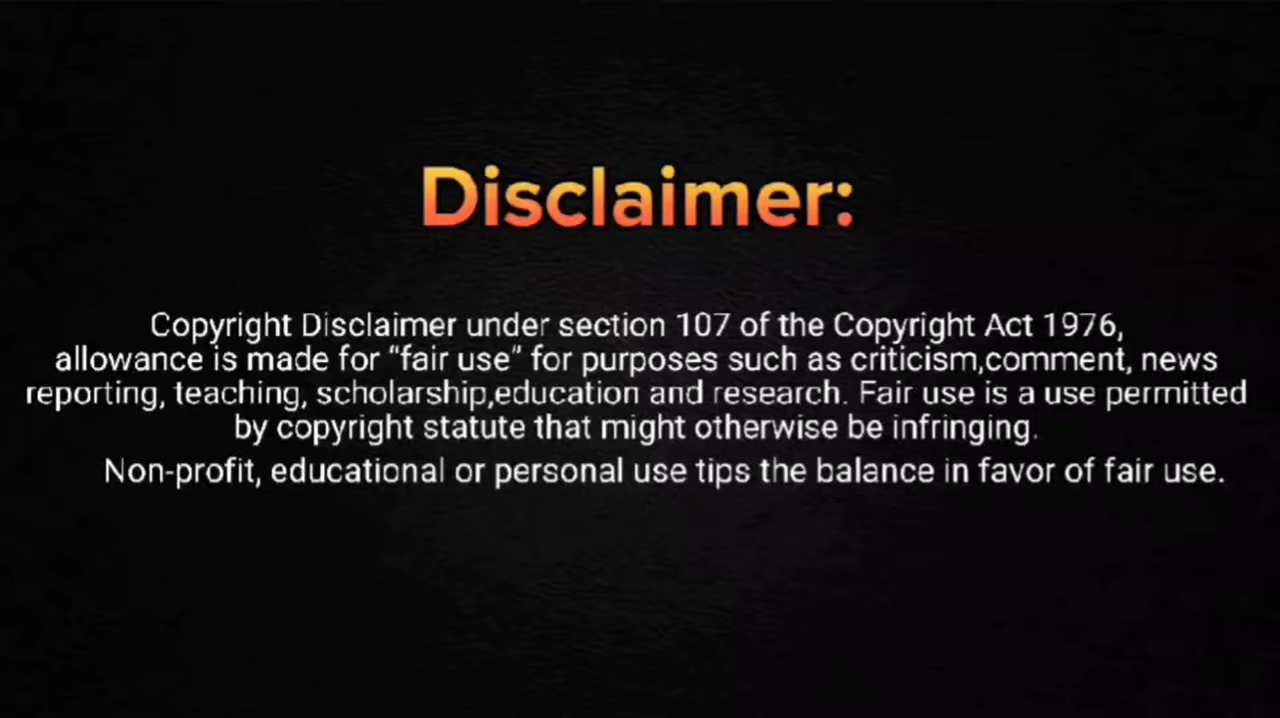 Disclaimer:
Copyright Disclaimer under section 107 of the Copyright Act 1976,
allowance is made for “fair use” for purposes such as criticism,comment, news
reporting, teaching, scholarship,education and research. Fair use is a use permitted
by copyright statute that might otherwise be infringing.
Non-profit, educational or personal use tips the balance in favor of fair use.